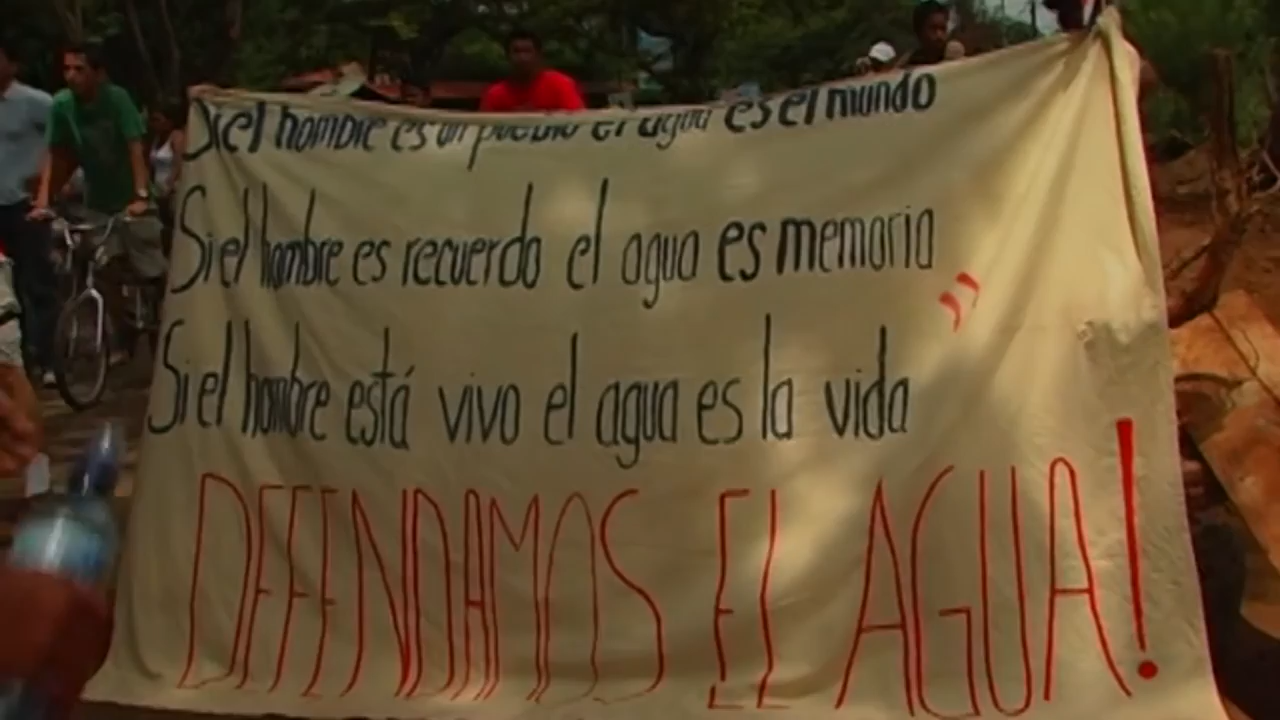 Si el hombre es un pueblo el agua es el mundo
Si el hombre es recuerdo el agua es memoria
Si el hombre está vivo el agua es la vida”
DEFENDAMOS EL AGUA!